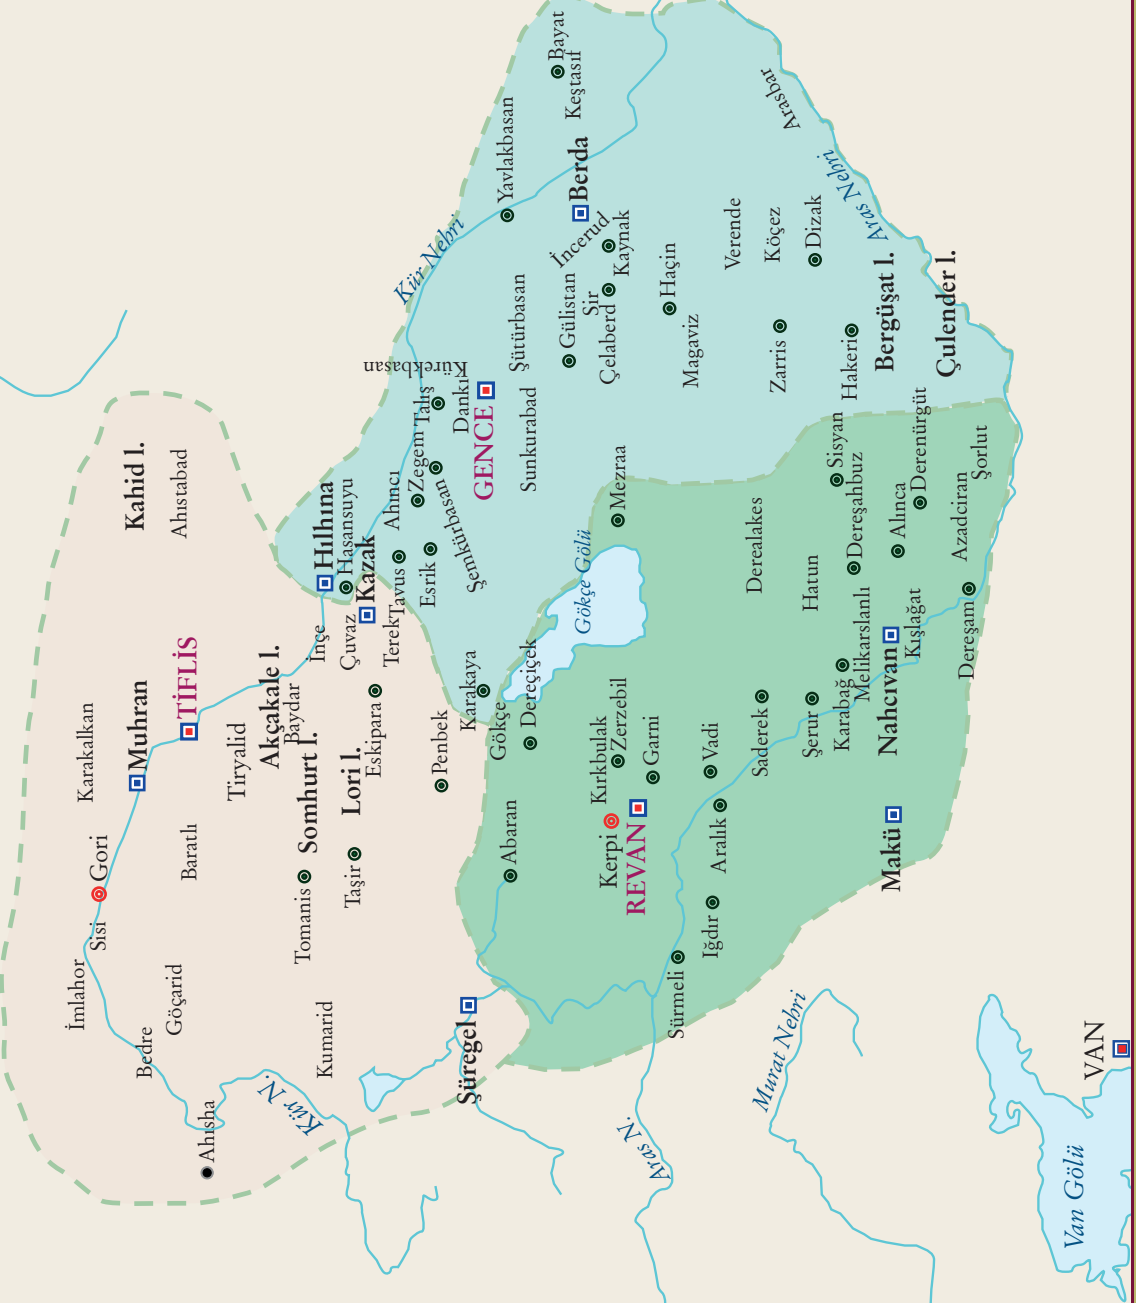 Kahid l.
Ahıstabad
Karakalkan
Muhran
TİFLİS
Gori
Sisi
Baratlı
Tiryalid
Akçakale l.
Baydar
Somhurt l.
Lori l.
Tomanis
Taşir
Eskipara
İmlahor
Bedre
Göçarid
Kumarid
Ahısha
Kür N.
Şüregel
Penbek
Karakaya
Hılhına
Hasansuyu
Kazak
İnçe
Çuvaz
Terek
Tavus
Ahıncı
Esrik
Zegem
Şemkürbasan
Talış
Dankı
Kürekbasan
GENCE
Sunkurabad
Şütürbasan
Kür Nehri
Yavlakbasan
Bayat
Keştasıf
Berda
İncerud
Kaynak
Gülistan
Sir
Çelaberd
Haçin
Magaviz
Verende
Köçez
Dizak
Zarris
Hakeri
Bergüşat l.
Çulender l.
Arasbar
Aras Nehri
Mezraa
Gökçe Gölü
Gökçe
Dereçiçek
Abaran
Kırkbulak
Zerzebil
Kerpi
REVAN
Garni
Vadi
Aralık
Iğdır
Sürmeli
Saderek
Şerur
Karabağ
Melikarslanlı
Nahcıvan
Kışlağat
Makü
Derealakes
Hatun
Sisyan
Dereşahbuz
Alınca
Derenürgüt
Azadciran
Şorlut
Dereşam
Aras N.
Murat Nehri
Van Gölü
VAN